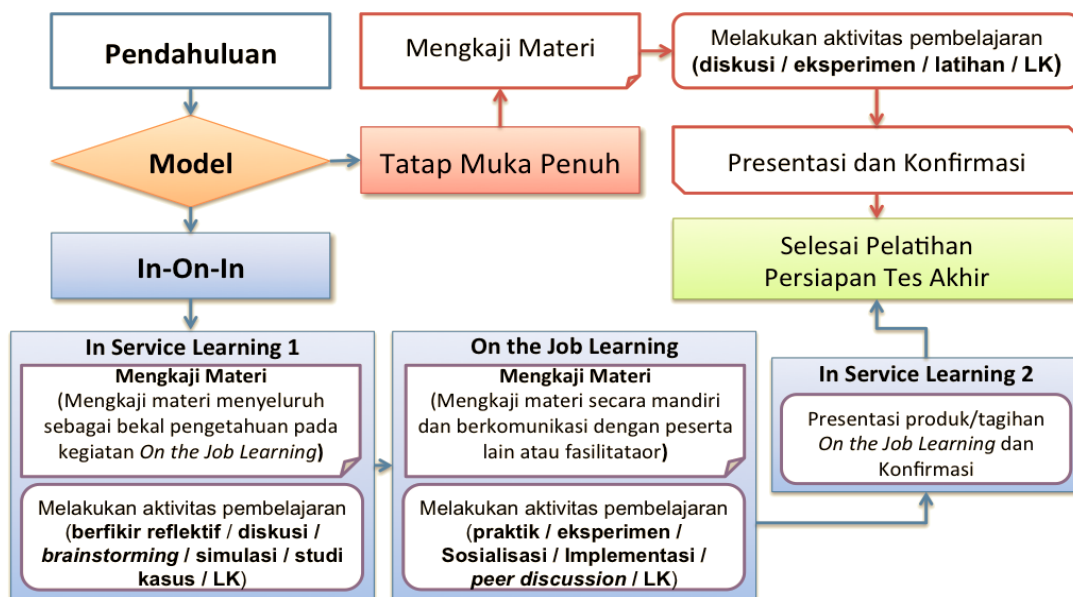 Pendahuluan
Model
Tatap Muka Penuh
Mengkaji Materi
Melakukan aktivitas pembelajaran
(diskusi / eksperimen / latihan / LK)
Presentasi dan Konfirmasi
Selesai Pelatihan
Persiapan Tes Akhir
In-On-In
In Service Learning 1
Mengkaji Materi
(Mengkaji materi menyeluruh
sebagai bekal pengetahuan pada
kegiatan On the Job Learning)
Melakukan aktivitas pembelajaran
(berfikir reflektif / diskusi /
brainstorming / simulasi / studi
kasus / LK)
On the Job Learning
Mengkaji Materi
(Mengkaji materi secara mandiri
dan berkomunikasi dengan peserta
lain atau fasilitataor)
Melakukan aktivitas pembelajaran
(praktik / eksperimen /
Sosialisasi / Implementasi /
peer discussion / LK)
In Service Learning 2
Presentasi produk/tagihan
On the Job Learning dan
Konfirmasi